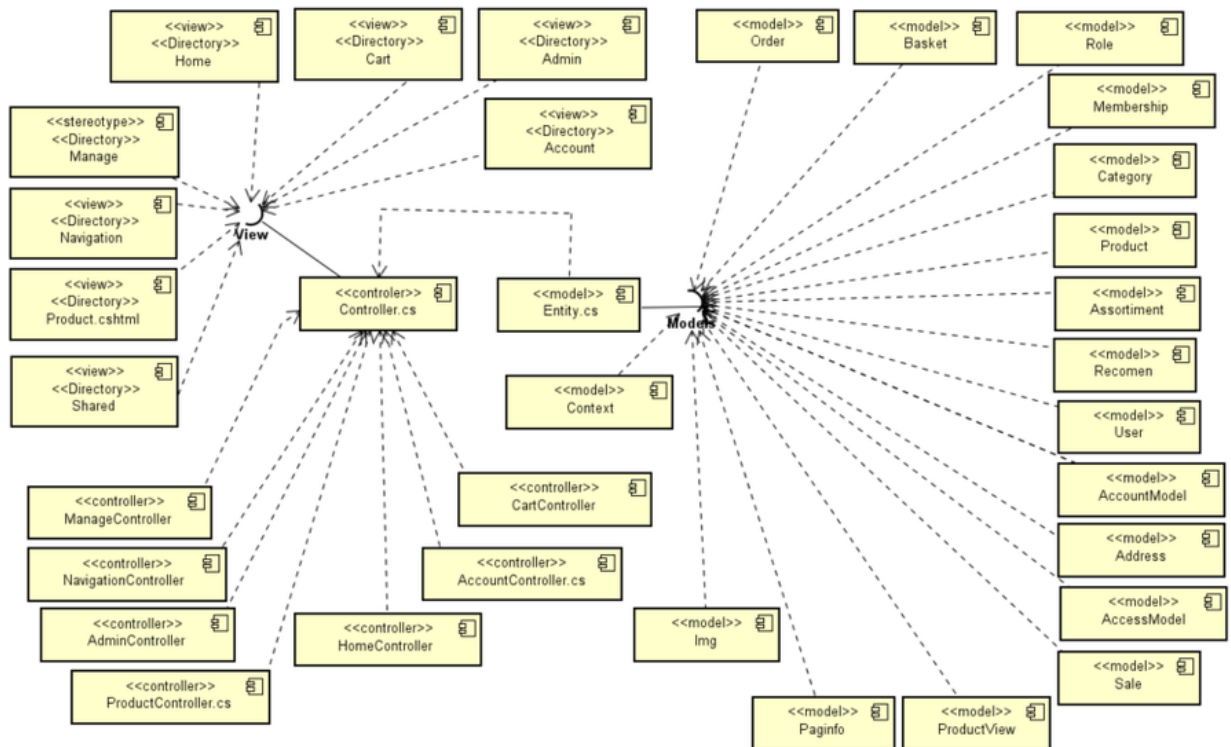 <<view>>
<<Directory>>
Home
<<view>>
<<Directory>>
Cart
<<view>>
<<Directory>>
Admin
<<model>>
Order
<<model>>
Basket
<<model>>
Role
<<stereotype>>
<<Directory>>
Manage
<<view>>
<<Directory>>
Account
<<model>>
Membership
<<model>>
Category
<<view>>
<<Directory>>
Navigation
View
<<model>>
Product
<<view>>
<<Directory>>
Product.cshtml
<<controler>>
Controller.cs
<<model>>
Entity.cs
Models
<<model>>
Assortiment
<<model>>
Recomen
<<view>>
<<Directory>>
Shared
<<model>>
Context
<<model>>
User
<<controller>>
ManageController
<<controller>>
CartController
<<model>>
AccountModel
<<controller>>
NavigationController
<<controller>>
AccountController.cs
<<model>>
Address
<<controller>>
AdminController
<<controller>>
HomeController
<<model>>
Img
<<model>>
AccessModel
<<controller>>
ProductController.cs
<<model>>
Sale
<<model>>
Paginfo
<<model>>
ProductView